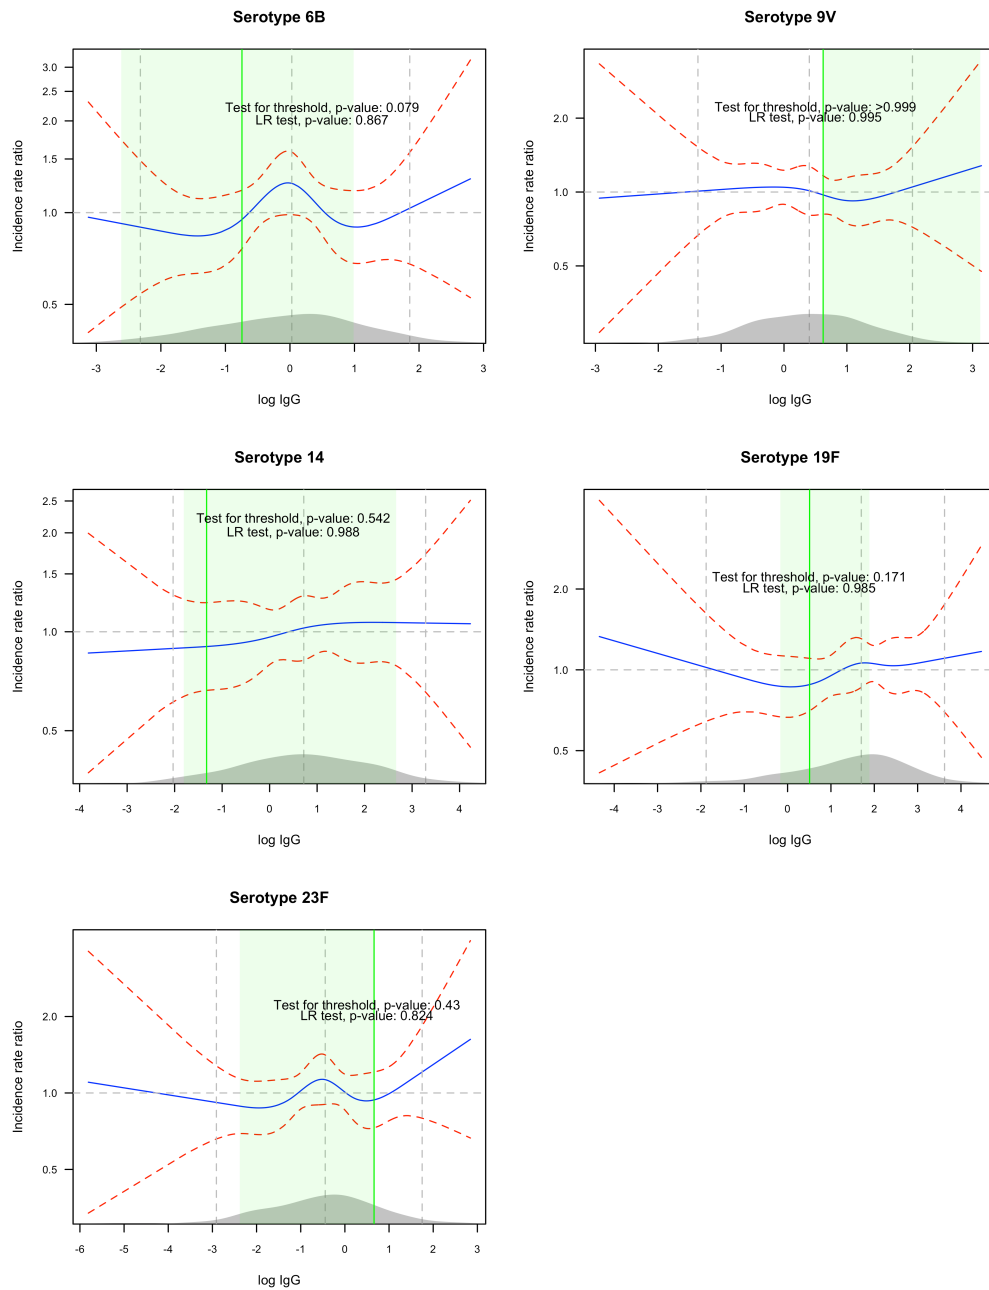 Serotype 6B
Incidence rate ratio
3.0
2.5
2.0
1.5
1.0
0.5
Test for threshold, p-value: 0.079
LR test, p-value: 0.867
-3 -2 -1 0 1 2 3
log IgG
Serotype 9V
Incidence rate ratio
2.0
1.0
0.5
Test for threshold, p-value: >0.999
LR test, p-value: 0.995
-3 -2 -1 0 1 2 3
log IgG
Serotype 14
Incidence rate ratio
2.5
2.0
1.5
1.0
0.5
Test for threshold, p-value: 0.542
LR test, p-value: 0.988
-4 -3 -2 -1 0 1 2 3 4
log IgG
Serotype 19F
Incidence rate ratio
2.0
1.0
0.5
Test for threshold, p-value: 0.171
LR test, p-value: 0.985
-4 -3 -2 -1 0 1 2 3 4
log IgG
Serotype 23F
Incidence rate ratio
2.0
1.0
0.5
Test for threshold, p-value: 0.43
LR test, p-value: 0.824
-6 -5 -4 -3 -2 -1 0 1 2 3
log IgG